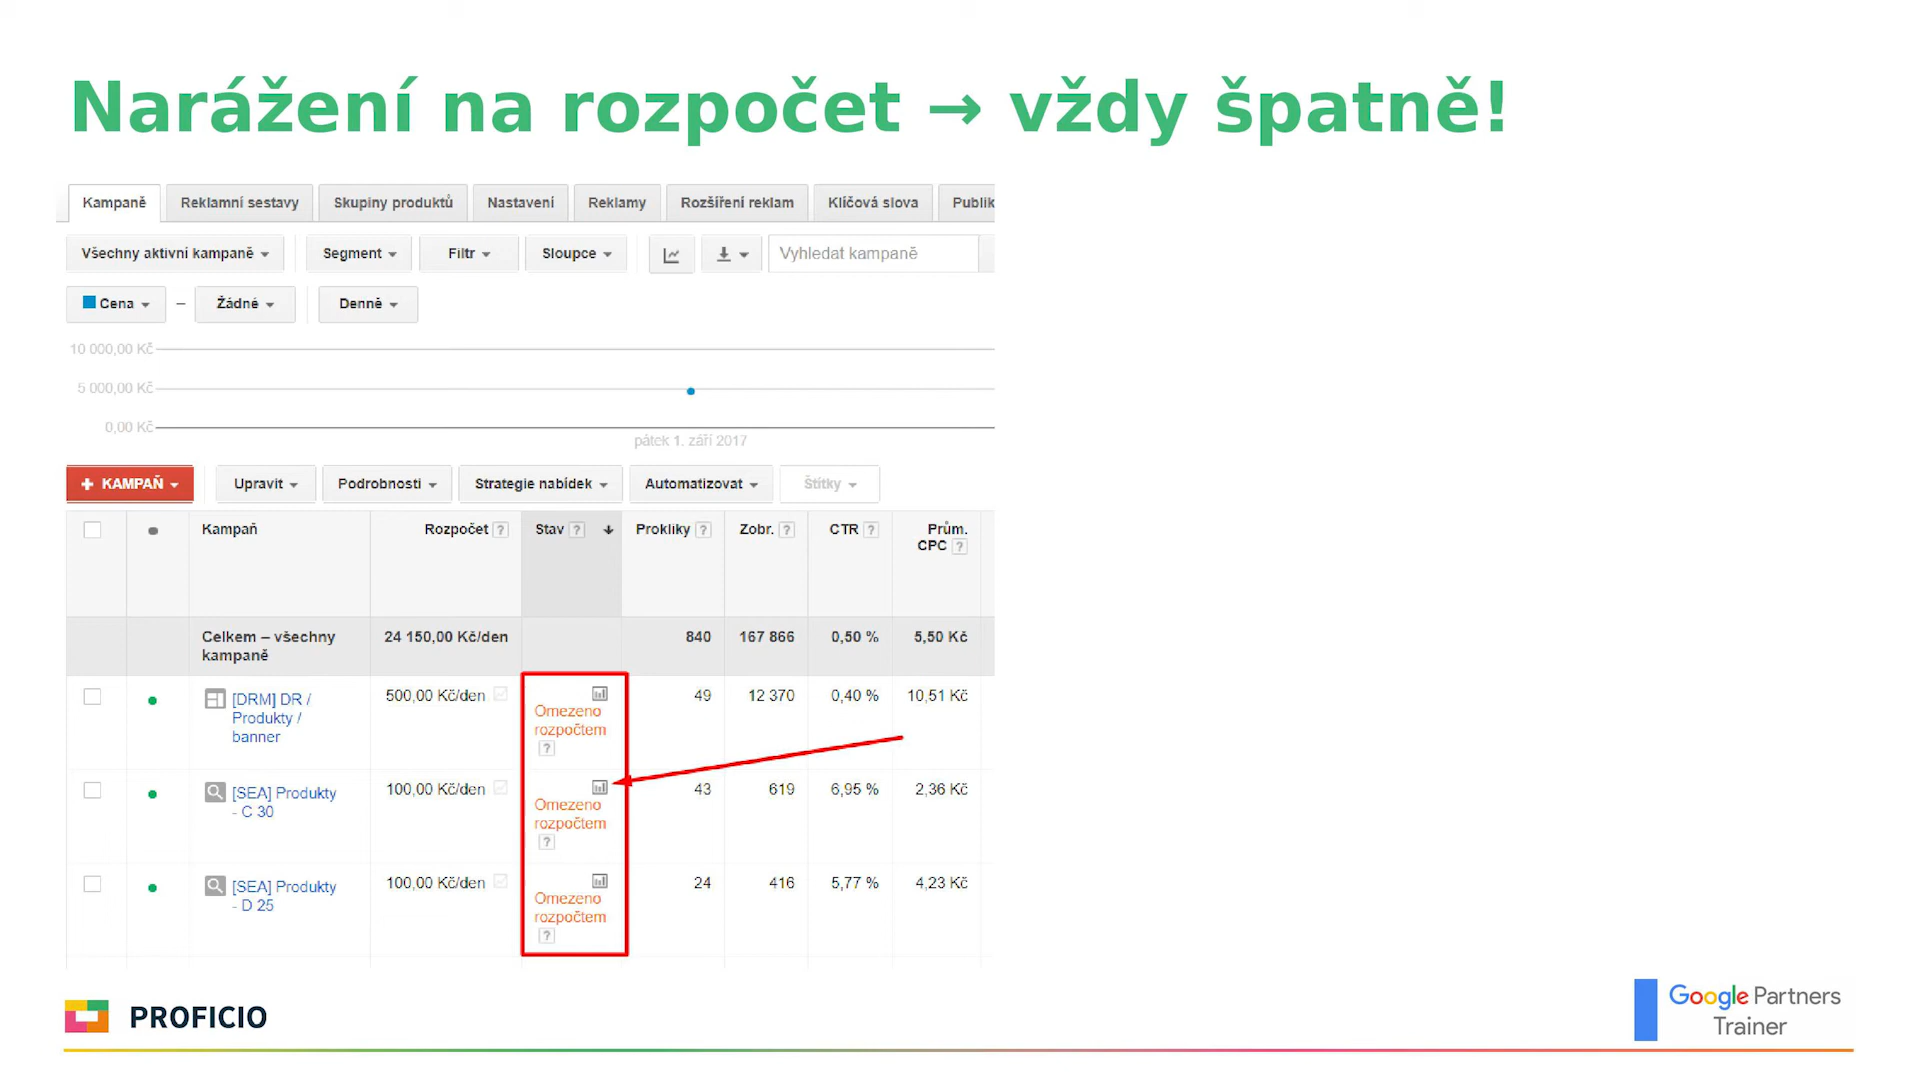 Narážení na rozpočet → vždy špatně!
Kampaně Reklamní sestavy Skupiny produktů Nastavení Reklamy Rozšíření reklam Klíčová slova Publik
Všechny aktivní kampaně Segment Filtr Sloupce Vyhledat kampaně
Cena – Žádné Denně
10 000,00 Kč
5 000,00 Kč
0,00 Kč
pátek 1. září 2017
+ KAMPAŇ Upravit Podrobnosti Strategie nabídek Automatizovat Štítky
Kampaň Rozpočet ? Stav ? ↓ Prokliky ? Zobr. ? CTR ? Prům.
CPC ?
Celkem – všechny 24 150,00 Kč/den 840 167 866 0,50 % 5,50 Kč
kampaně
[DRM] DR / 500,00 Kč/den 49 12 370 0,40 % 10,51 Kč
Produkty / Omezeno
banner rozpočtem
?
[SEA] Produkty 100,00 Kč/den 43 619 6,95 % 2,36 Kč
- C 30 Omezeno
rozpočtem
?
[SEA] Produkty 100,00 Kč/den 24 416 5,77 % 4,23 Kč
- D 25 Omezeno
rozpočtem
?
PROFICIO
Google Partners
Trainer